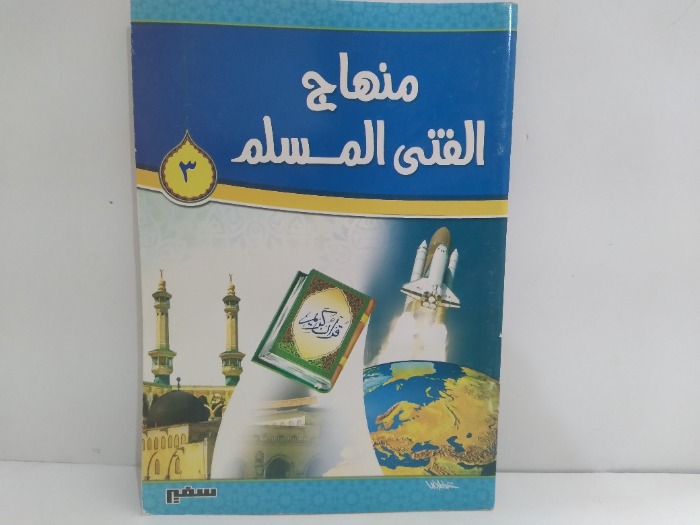 منهاج
الفتى المسلم
٣
قرآن كريم
سفير